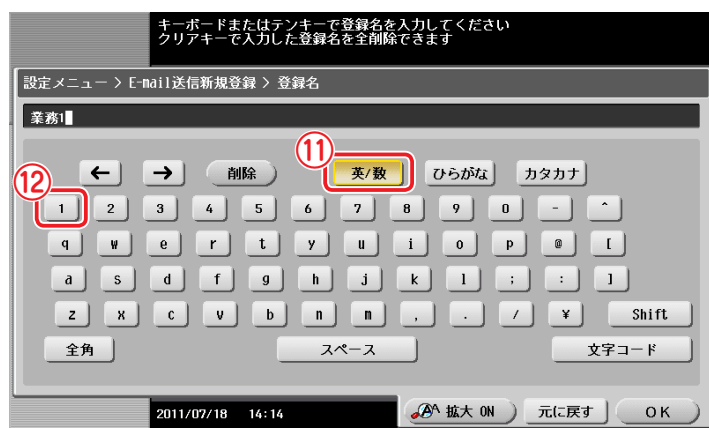 キーボードまたはテンキーで登録名を入力してください
クリアキーで入力した登録名を全削除できます
設定メニュー > E-mail送信新規登録 > 登録名
業務1
← → 削除 ⑪ 英/数 ひらがな カタカナ
⑫
1 2 3 4 5 6 7 8 9 0 - ^
q w e r t y u i o p @ [
a s d f g h j k l ; : ]
z x c v b n m , . / ¥ Shift
全角 スペース 文字コード
2011/07/18 14:14 拡大 ON 元に戻す OK